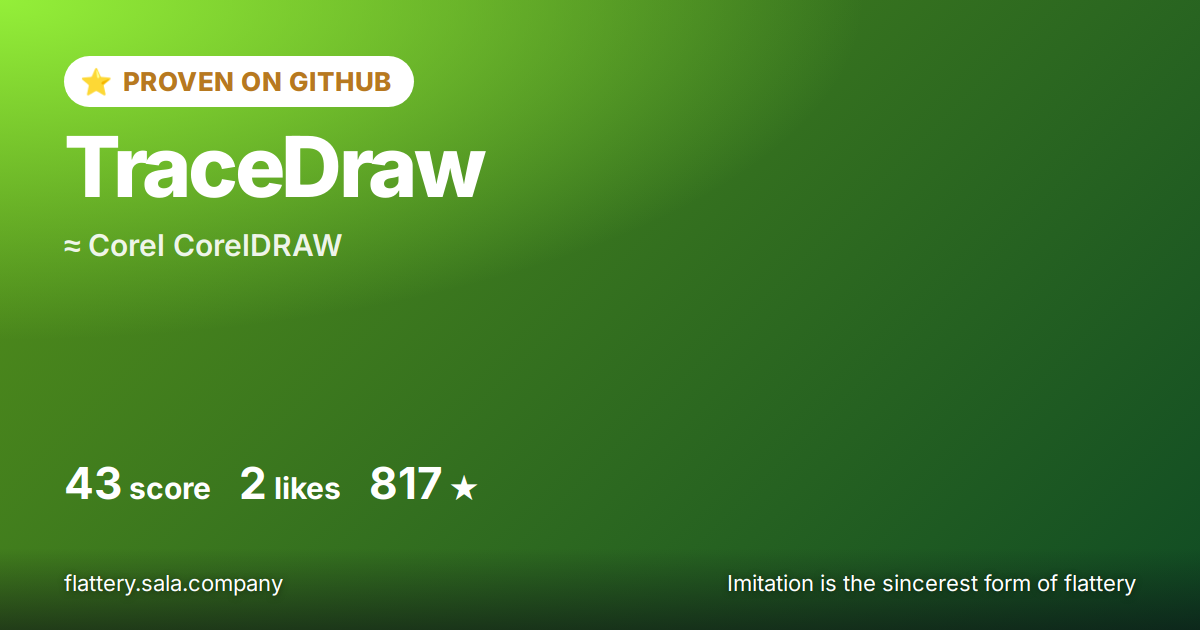 ⭐ PROVEN ON GITHUB
TraceDraw
≈ Corel CorelDRAW
43 score 2 likes 817 ★
flattery.sala.company
Imitation is the sincerest form of flattery